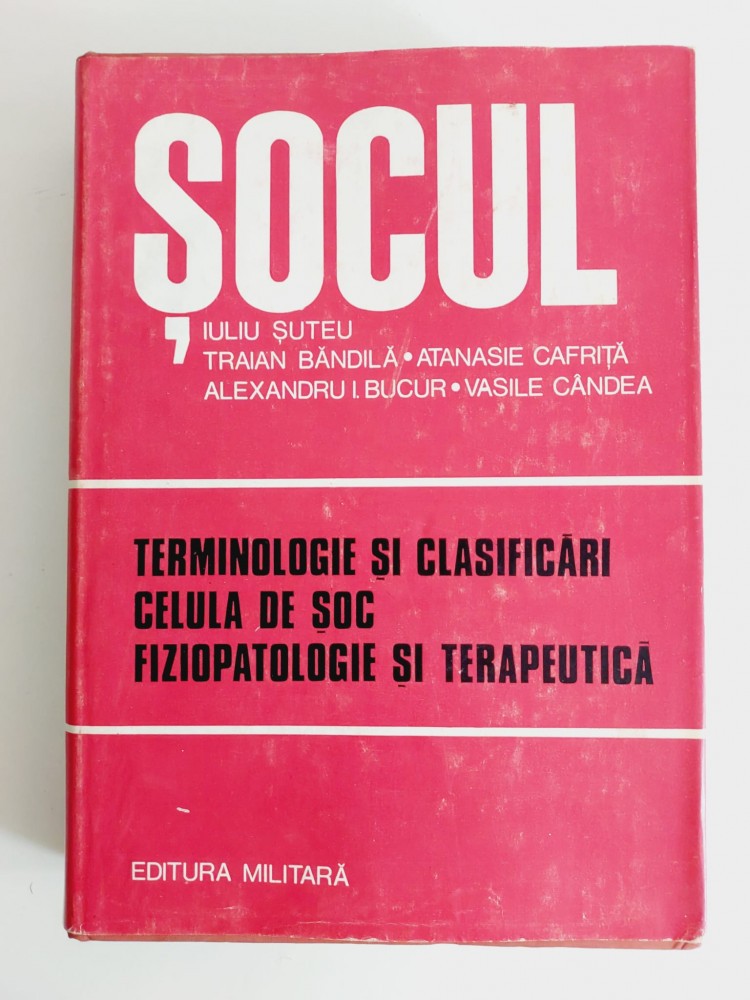 ȘOCUL
IULIU ȘUTEU
TRAIAN BĂNDILĂ • ATANASIE CAFRIȚĂ
ALEXANDRU I. BUCUR • VASILE CÂNDEA
TERMINOLOGIE ȘI CLASIFICĂRI
CELULA DE ȘOC
FIZIOPATOLOGIE ȘI TERAPEUTICĂ
EDITURA MILITARĂ